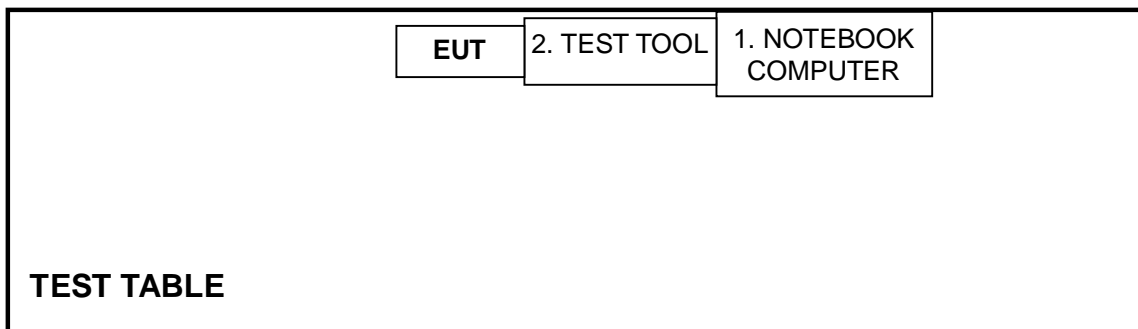 EUT
2. TEST TOOL
1. NOTEBOOK
COMPUTER
TEST TABLE